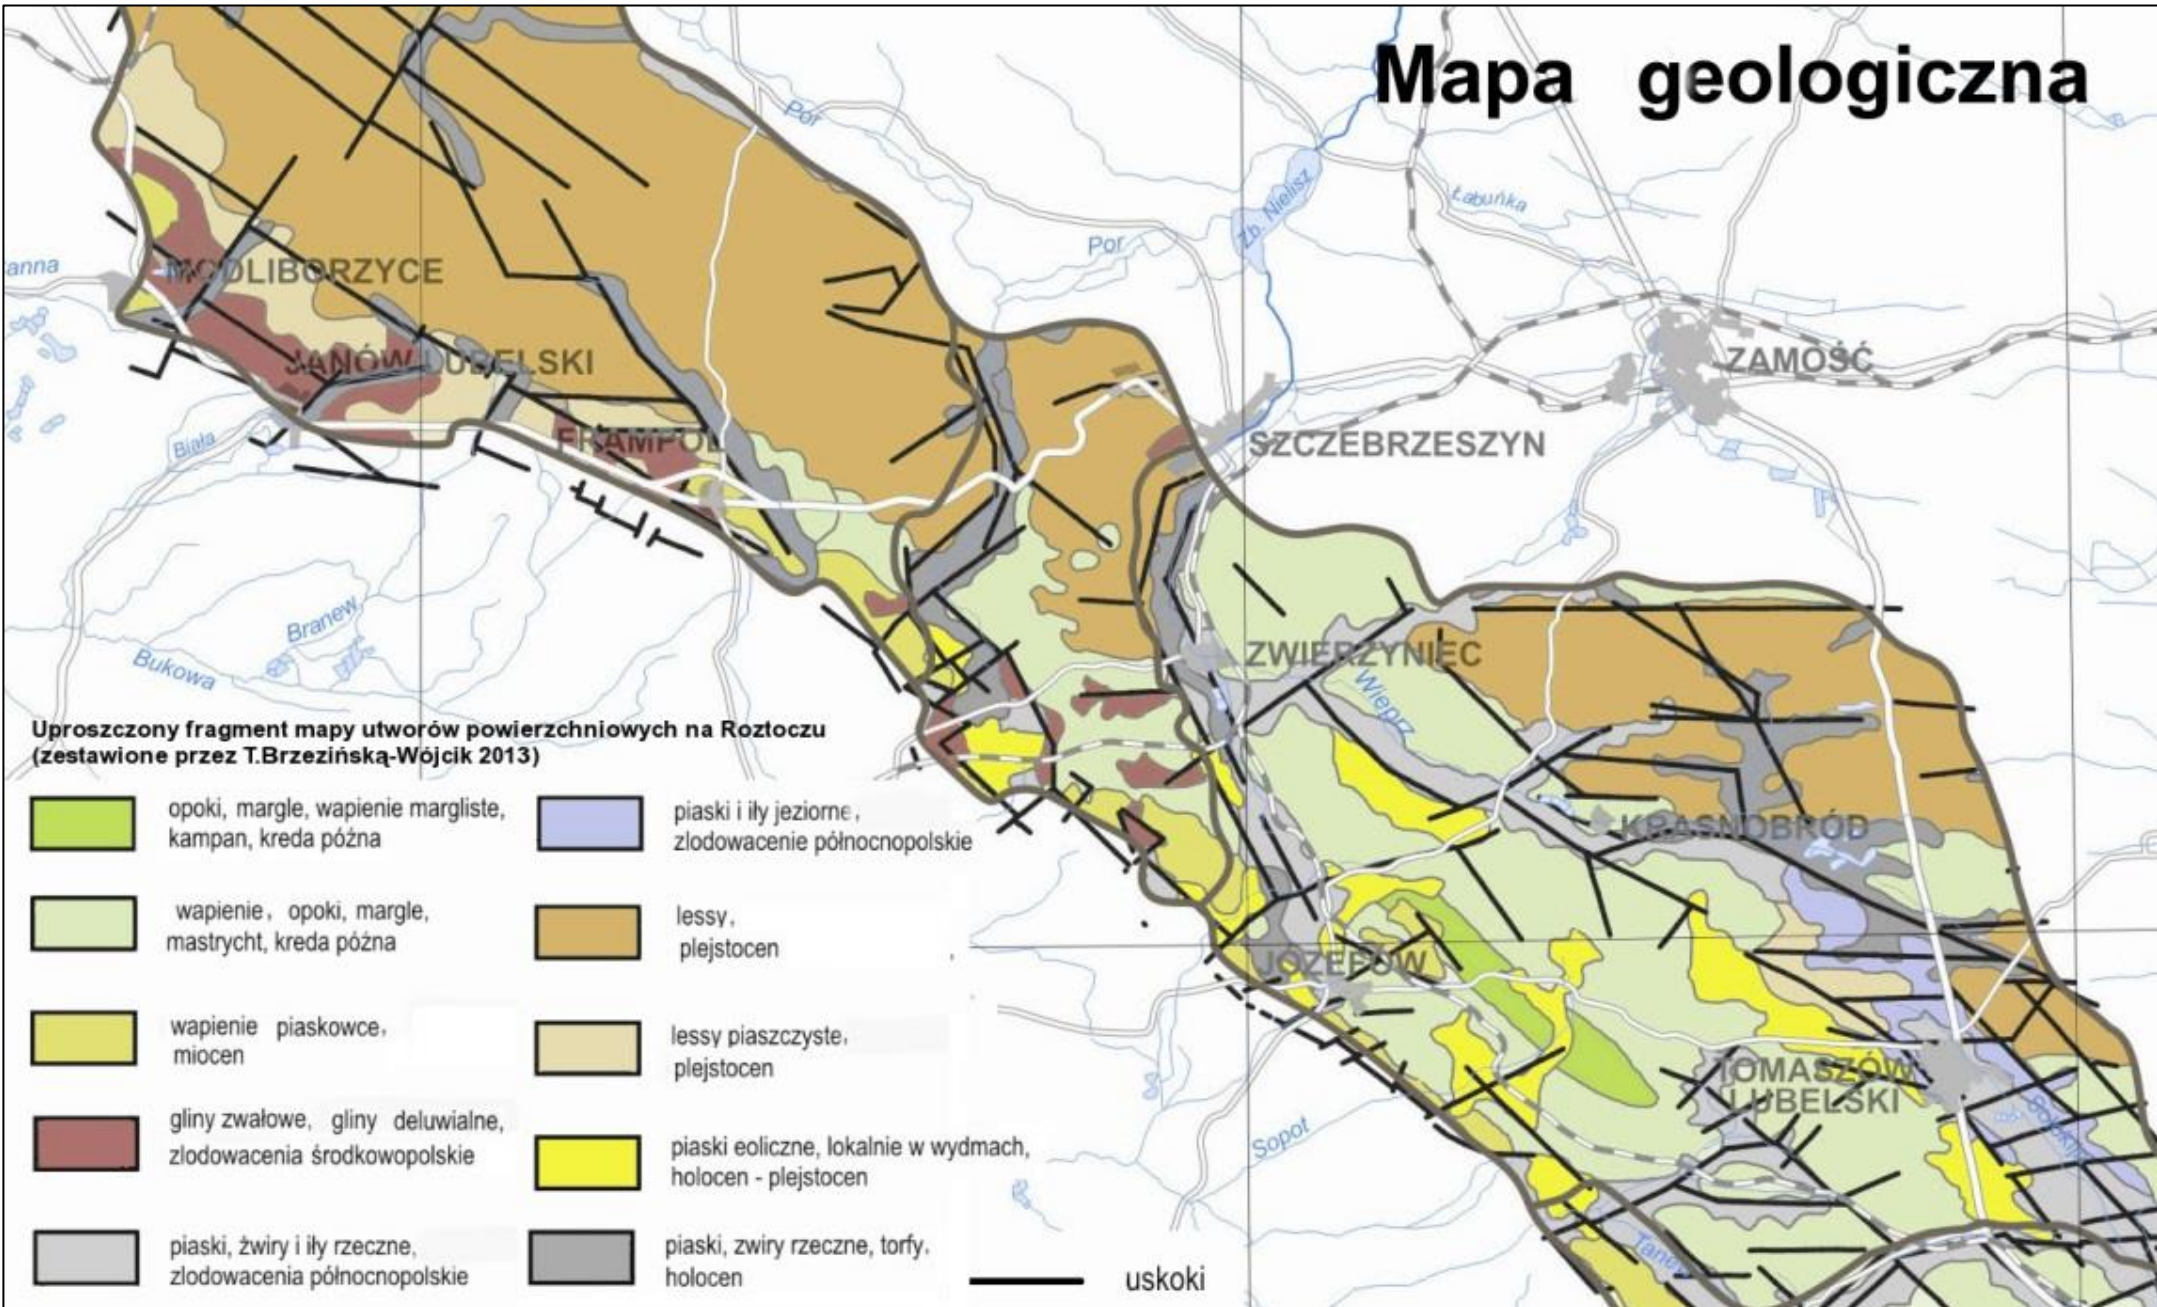 Mapa geologiczna
Por
Łabuńka
Zb. Nielisz
Por
anna
MODLIBORZYCE
JANÓW LUBELSKI
ZAMOŚĆ
Biała
FRAMPOL
SZCZEBRZESZYN
Branew
Bukowa
ZWIERZYNIEC
Wieprz
KRASNOBRÓD
JÓZEFÓW
TOMASZÓW
LUBELSKI
Sopot
Uproszczony fragment mapy utworów powierzchniowych na Roztoczu
(zestawione przez T.Brzezińską-Wójcik 2013)
opoki, margle, wapienie margliste,
kampan, kreda późna
wapienie, opoki, margle,
mastrycht, kreda późna
wapienie piaskowce,
miocen
gliny zwałowe, gliny deluwialne,
zlodowacenia środkowopolskie
piaski, żwiry i iły rzeczne,
zlodowacenia północnopolskie
piaski i iły jeziorne,
zlodowacenie północnopolskie
lessy,
plejstocen
lessy piaszczyste,
plejstocen
piaski eoliczne, lokalnie w wydmach,
holocen - plejstocen
piaski, zwiry rzeczne, torfy,
holocen
uskoki